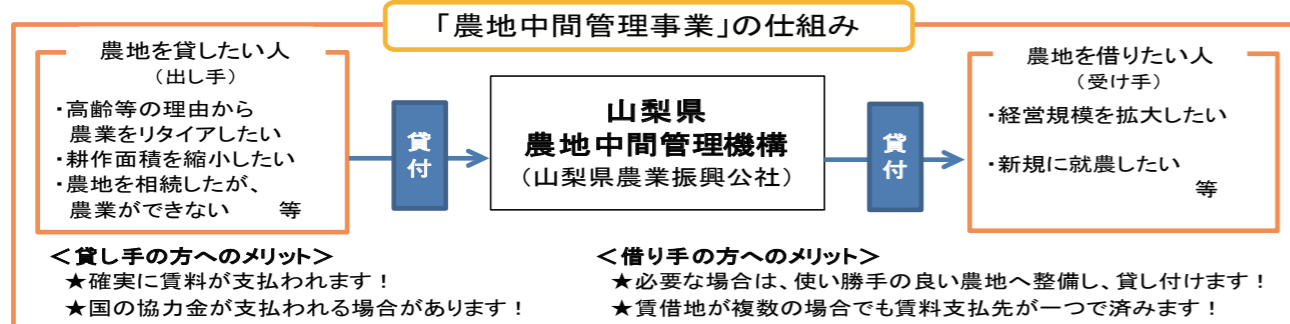 「農地中間管理事業」の仕組み
農地を貸したい人
（出し手）
・高齢等の理由から
農業をリタイアしたい
・耕作面積を縮小したい
・農地を相続したが、
農業ができない　　等
貸付
山梨県
農地中間管理機構
（山梨県農業振興公社）
貸付
農地を借りたい人
（受け手）
・経営規模を拡大したい
・新規に就農したい
等
＜貸し手の方へのメリット＞
★確実に賃料が支払われます！
★国の協力金が支払われる場合があります！
＜借り手の方へのメリット＞
★必要な場合は、使い勝手の良い農地へ整備し、貸し付けます！
★賃借地が複数の場合でも賃料支払先が一つで済みます！